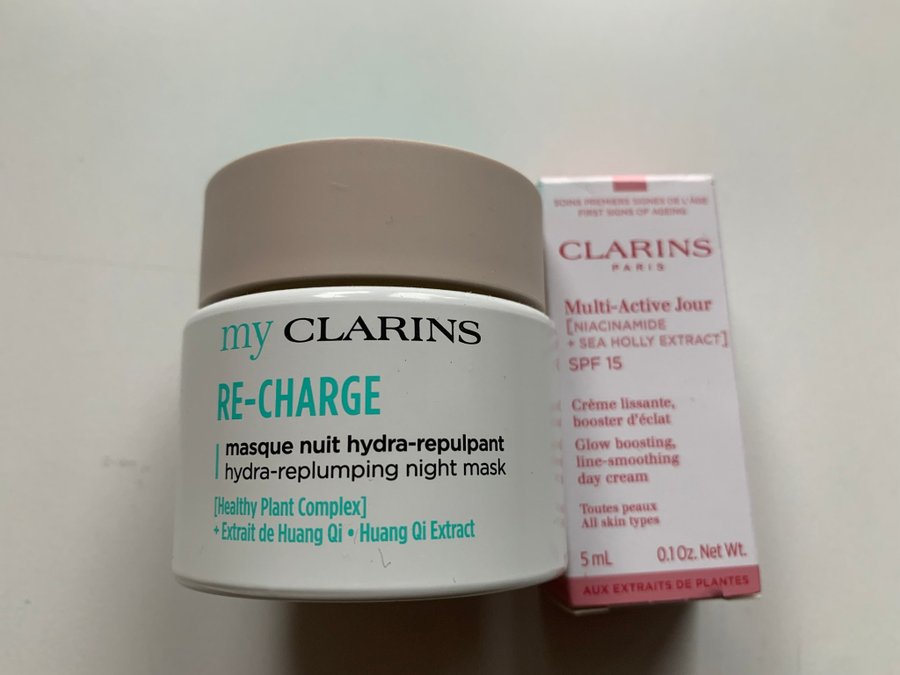 my CLARINS
RE-CHARGE
masque nuit hydra-repulpant
hydra-replumping night mask
[Healthy Plant Complex]
+ Extrait de Huang Qi • Huang Qi Extract
SOINS PREMIERS SIGNES DE L'ÂGE
FIRST SIGNS OF AGEING
CLARINS
PARIS
Multi-Active Jour
[NIACINAMIDE
+ SEA HOLLY EXTRACT]
SPF 15
Crème lissante,
booster d'éclat
Glow boosting,
line-smoothing
day cream
Toutes peaux
All skin types
5 mL 0.1 Oz. Net Wt.
AUX EXTRAITS DE PLANTES